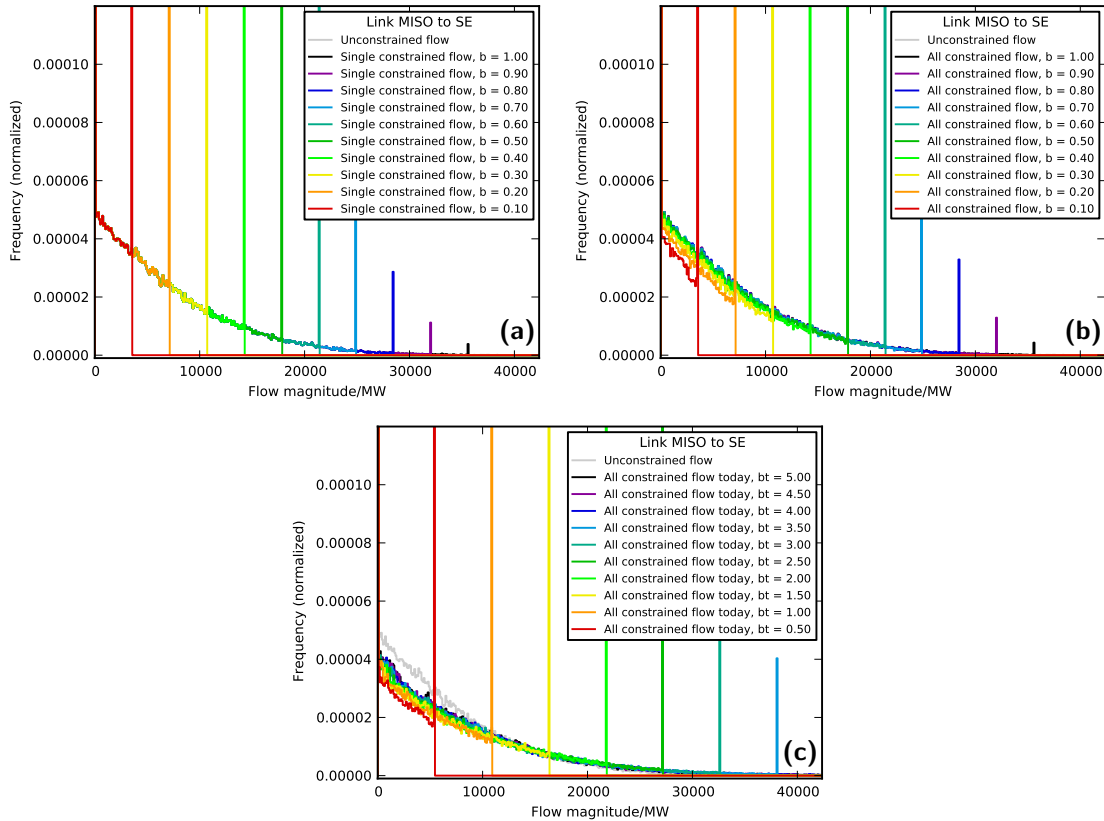 Link MISO to SE
Unconstrained flow
Single constrained flow, b = 1.00
Single constrained flow, b = 0.90
Single constrained flow, b = 0.80
Single constrained flow, b = 0.70
Single constrained flow, b = 0.60
Single constrained flow, b = 0.50
Single constrained flow, b = 0.40
Single constrained flow, b = 0.30
Single constrained flow, b = 0.20
Single constrained flow, b = 0.10
0.00010
0.00008
0.00006
0.00004
0.00002
0.00000
Frequency (normalized)
(a)
0 10000 20000 30000 40000
Flow magnitude/MW
Link MISO to SE
Unconstrained flow
All constrained flow, b = 1.00
All constrained flow, b = 0.90
All constrained flow, b = 0.80
All constrained flow, b = 0.70
All constrained flow, b = 0.60
All constrained flow, b = 0.50
All constrained flow, b = 0.40
All constrained flow, b = 0.30
All constrained flow, b = 0.20
All constrained flow, b = 0.10
0.00010
0.00008
0.00006
0.00004
0.00002
0.00000
Frequency (normalized)
(b)
0 10000 20000 30000 40000
Flow magnitude/MW
Link MISO to SE
Unconstrained flow
All constrained flow today, bt = 5.00
All constrained flow today, bt = 4.50
All constrained flow today, bt = 4.00
All constrained flow today, bt = 3.50
All constrained flow today, bt = 3.00
All constrained flow today, bt = 2.50
All constrained flow today, bt = 2.00
All constrained flow today, bt = 1.50
All constrained flow today, bt = 1.00
All constrained flow today, bt = 0.50
0.00010
0.00008
0.00006
0.00004
0.00002
0.00000
Frequency (normalized)
(c)
0 10000 20000 30000 40000
Flow magnitude/MW